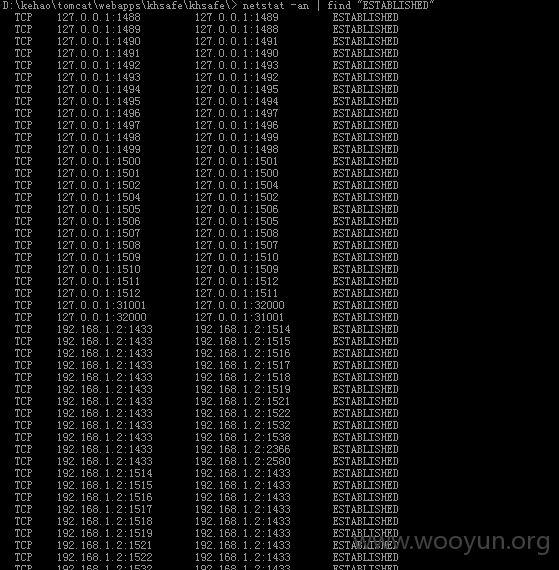 D:\kehao\tomcat\webapps\khsafe\khsafe\> netstat -an | find "ESTABLISHED"
TCP 127.0.0.1:1488 127.0.0.1:1489 ESTABLISHED
TCP 127.0.0.1:1489 127.0.0.1:1488 ESTABLISHED
TCP 127.0.0.1:1490 127.0.0.1:1491 ESTABLISHED
TCP 127.0.0.1:1491 127.0.0.1:1490 ESTABLISHED
TCP 127.0.0.1:1492 127.0.0.1:1493 ESTABLISHED
TCP 127.0.0.1:1493 127.0.0.1:1492 ESTABLISHED
TCP 127.0.0.1:1494 127.0.0.1:1495 ESTABLISHED
TCP 127.0.0.1:1495 127.0.0.1:1494 ESTABLISHED
TCP 127.0.0.1:1496 127.0.0.1:1497 ESTABLISHED
TCP 127.0.0.1:1497 127.0.0.1:1496 ESTABLISHED
TCP 127.0.0.1:1498 127.0.0.1:1499 ESTABLISHED
TCP 127.0.0.1:1499 127.0.0.1:1498 ESTABLISHED
TCP 127.0.0.1:1500 127.0.0.1:1501 ESTABLISHED
TCP 127.0.0.1:1501 127.0.0.1:1500 ESTABLISHED
TCP 127.0.0.1:1502 127.0.0.1:1504 ESTABLISHED
TCP 127.0.0.1:1504 127.0.0.1:1502 ESTABLISHED
TCP 127.0.0.1:1505 127.0.0.1:1506 ESTABLISHED
TCP 127.0.0.1:1506 127.0.0.1:1505 ESTABLISHED
TCP 127.0.0.1:1507 127.0.0.1:1508 ESTABLISHED
TCP 127.0.0.1:1508 127.0.0.1:1507 ESTABLISHED
TCP 127.0.0.1:1509 127.0.0.1:1510 ESTABLISHED
TCP 127.0.0.1:1510 127.0.0.1:1509 ESTABLISHED
TCP 127.0.0.1:1511 127.0.0.1:1512 ESTABLISHED
TCP 127.0.0.1:1512 127.0.0.1:1511 ESTABLISHED
TCP 127.0.0.1:31001 127.0.0.1:32000 ESTABLISHED
TCP 127.0.0.1:32000 127.0.0.1:31001 ESTABLISHED
TCP 192.168.1.2:1433 192.168.1.2:1514 ESTABLISHED
TCP 192.168.1.2:1433 192.168.1.2:1515 ESTABLISHED
TCP 192.168.1.2:1433 192.168.1.2:1516 ESTABLISHED
TCP 192.168.1.2:1433 192.168.1.2:1517 ESTABLISHED
TCP 192.168.1.2:1433 192.168.1.2:1518 ESTABLISHED
TCP 192.168.1.2:1433 192.168.1.2:1519 ESTABLISHED
TCP 192.168.1.2:1433 192.168.1.2:1521 ESTABLISHED
TCP 192.168.1.2:1433 192.168.1.2:1522 ESTABLISHED
TCP 192.168.1.2:1433 192.168.1.2:1532 ESTABLISHED
TCP 192.168.1.2:1433 192.168.1.2:1538 ESTABLISHED
TCP 192.168.1.2:1433 192.168.1.2:2366 ESTABLISHED
TCP 192.168.1.2:1433 192.168.1.2:2580 ESTABLISHED
TCP 192.168.1.2:1514 192.168.1.2:1433 ESTABLISHED
TCP 192.168.1.2:1515 192.168.1.2:1433 ESTABLISHED
TCP 192.168.1.2:1516 192.168.1.2:1433 ESTABLISHED
TCP 192.168.1.2:1517 192.168.1.2:1433 ESTABLISHED
TCP 192.168.1.2:1518 192.168.1.2:1433 ESTABLISHED
TCP 192.168.1.2:1519 192.168.1.2:1433 ESTABLISHED
TCP 192.168.1.2:1521 192.168.1.2:1433 ESTABLISHED
TCP 192.168.1.2:1522 192.168.1.2:1433 ESTABLISHED
TCP 192.168.1.2:1532 192.168.1.2:1433 ESTABLISHED
www.wooyun.org